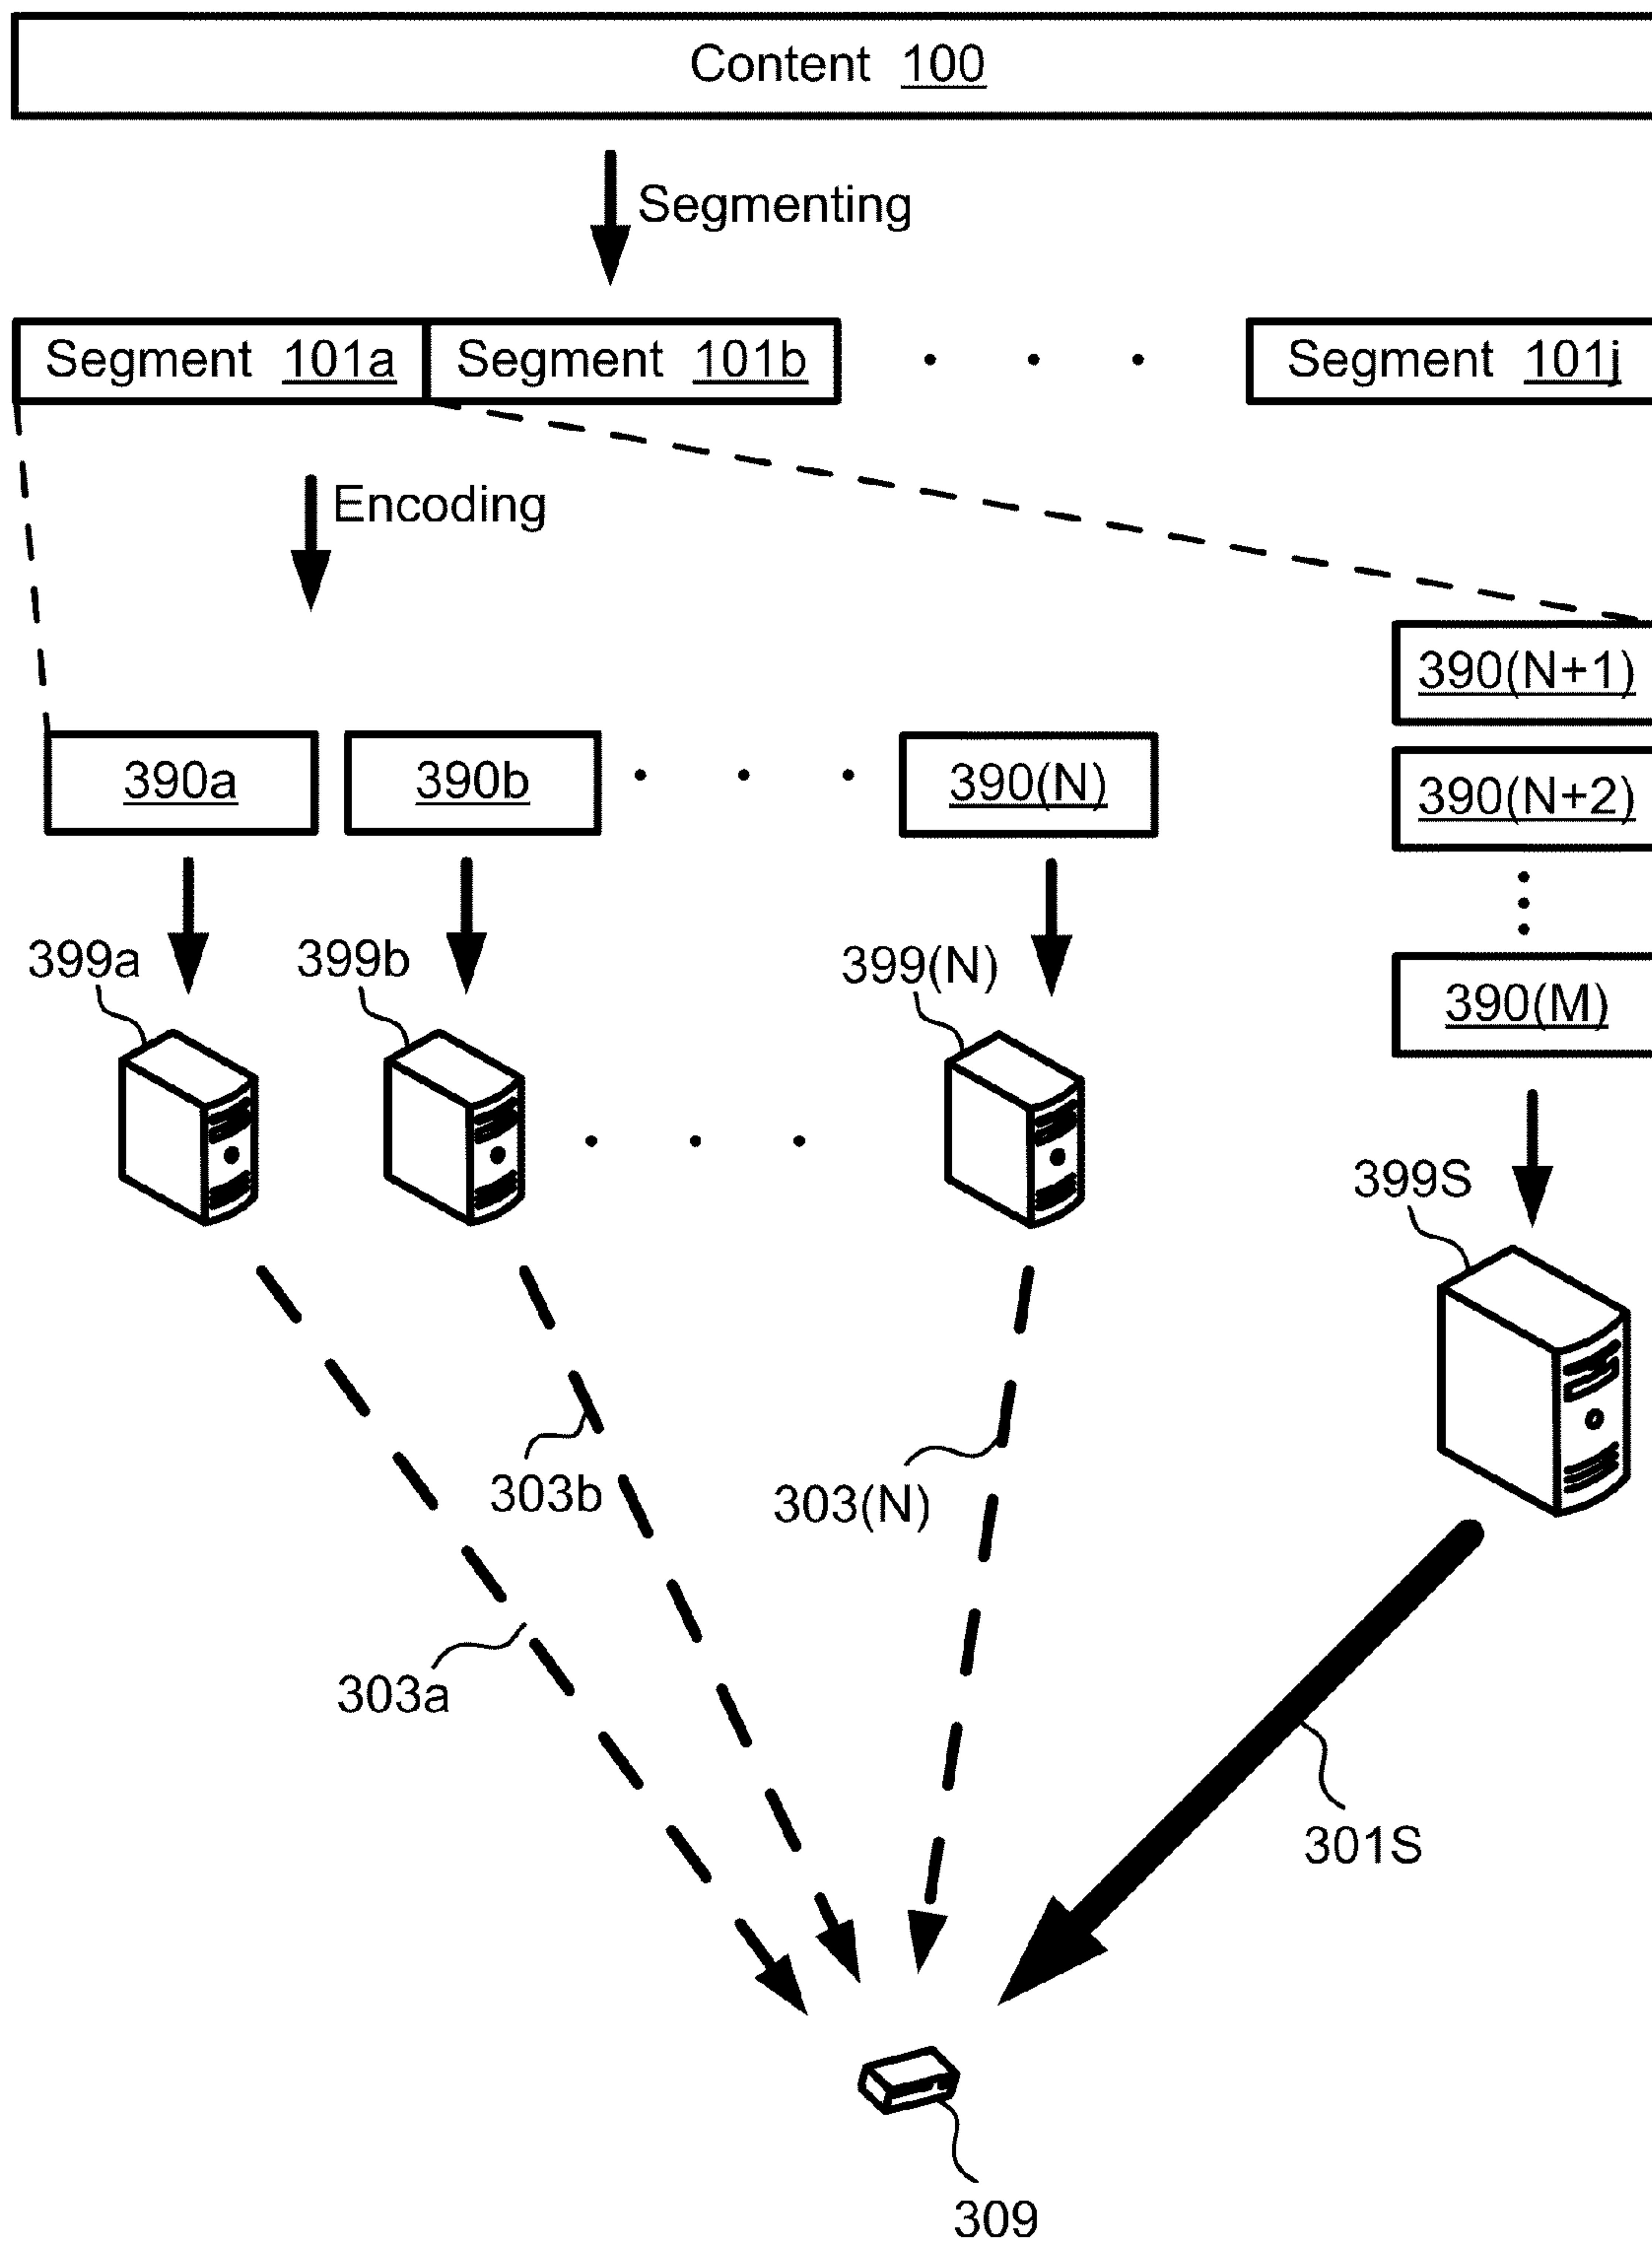 Content 100
Segmenting
Segment 101a Segment 101b Segment 101j
Encoding
390(N+1)
390a 390b 390(N) 390(N+2)
399a 399b 399(N) 390(M)
399S
303b 303(N)
303a
301S
309